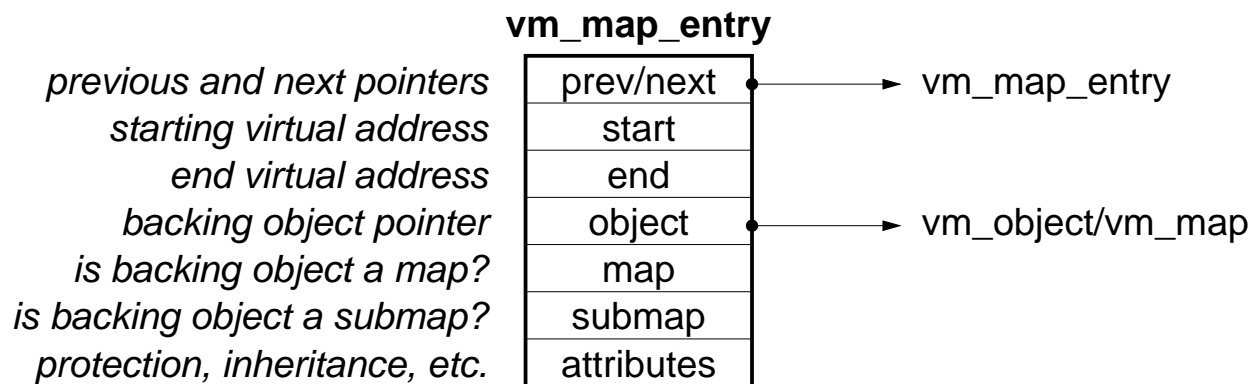 vm_map_entry
previous and next pointers prev/next vm_map_entry
starting virtual address start
end virtual address end
backing object pointer object vm_object/vm_map
is backing object a map? map
is backing object a submap? submap
protection, inheritance, etc. attributes